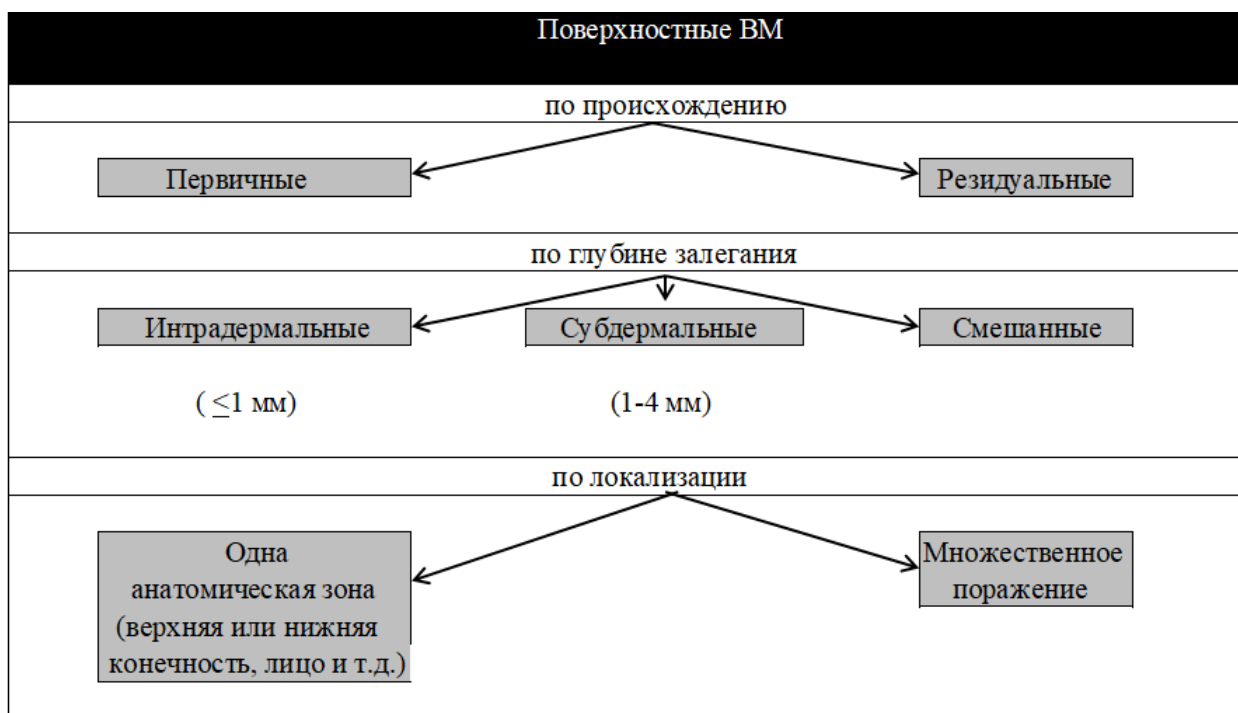 Поверхностные ВМ
по происхождению
Первичные
Резидуальные
по глубине залегания
Интрадермальные
Субдермальные
Смешанные
( ≤1 мм)
(1-4 мм)
по локализации
Одна
анатомическая зона
(верхняя или нижняя
конечность, лицо и т.д.)
Множественное
поражение